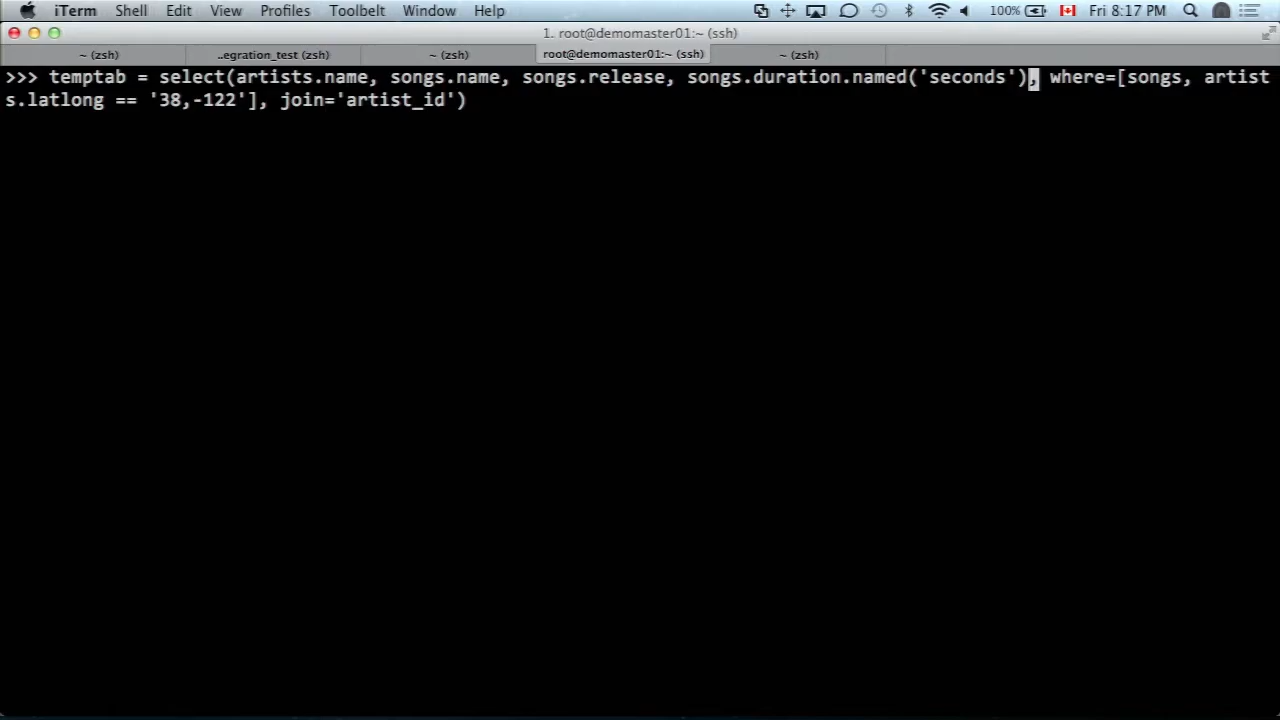 iTerm Shell Edit View Profiles Toolbelt Window Help 100% Fri 8:17 PM
1. root@demomaster01:~ (ssh)
~ (zsh) ..egration_test (zsh) ~ (zsh) root@demomaster01:~ (ssh) ~ (zsh)
>>> temptab = select(artists.name, songs.name, songs.release, songs.duration.named('seconds'), where=[songs, artist
s.latlong == '38,-122'], join='artist_id')